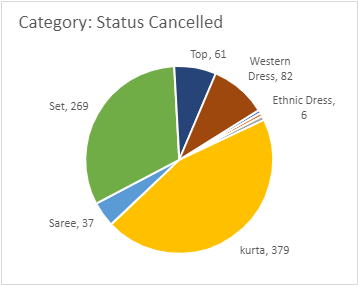 Category: Status Cancelled
Top, 61
Western
Dress, 82
Ethnic Dress,
6
Set, 269
Saree, 37
kurta, 379